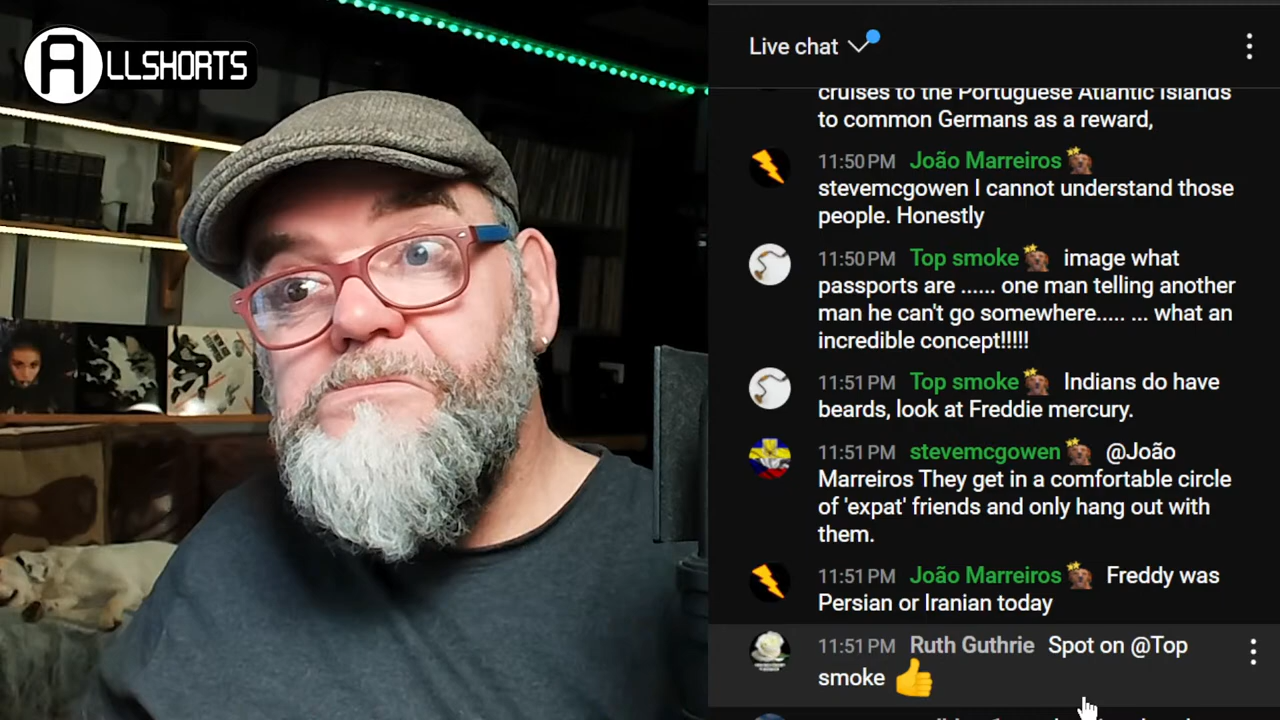 ALLSHORTS
Live chat
cruises to the Portuguese Atlantic Islands
to common Germans as a reward,
11:50 PM João Marreiros
stevemcgowen I cannot understand those
people. Honestly
11:50 PM Top smoke image what
passports are ...... one man telling another
man he can't go somewhere..... ... what an
incredible concept!!!!!
11:51 PM Top smoke Indians do have
beards, look at Freddie mercury.
11:51 PM stevemcgowen @João
Marreiros They get in a comfortable circle
of 'expat' friends and only hang out with
them.
11:51 PM João Marreiros Freddy was
Persian or Iranian today
11:51 PM Ruth Guthrie Spot on @Top
smoke